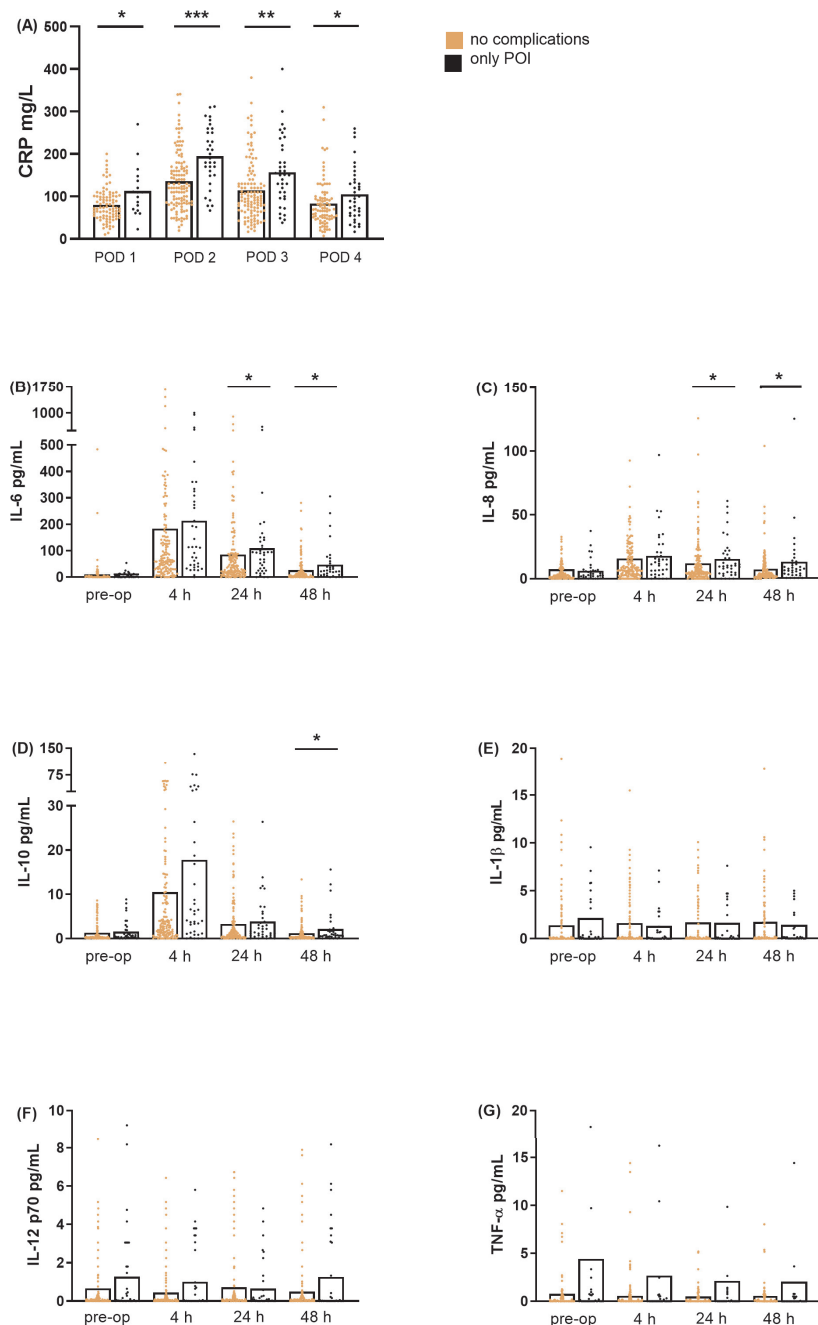 (A)
* *** ** *
no complications
only POI
CRP mg/L
500
400
300
200
100
0
POD 1 POD 2 POD 3 POD 4
(B)
* *
IL-6 pg/mL
1750
1000
500
400
300
200
100
0
pre-op 4 h 24 h 48 h
(C)
* *
IL-8 pg/mL
150
100
50
0
pre-op 4 h 24 h 48 h
(D)
*
IL-10 pg/mL
150
75
30
20
10
0
pre-op 4 h 24 h 48 h
(E)
IL-1β pg/mL
20
15
10
5
0
pre-op 4 h 24 h 48 h
(F)
IL-12 p70 pg/mL
10
8
6
4
2
0
pre-op 4 h 24 h 48 h
(G)
TNF-α pg/mL
20
15
10
5
0
pre-op 4 h 24 h 48 h